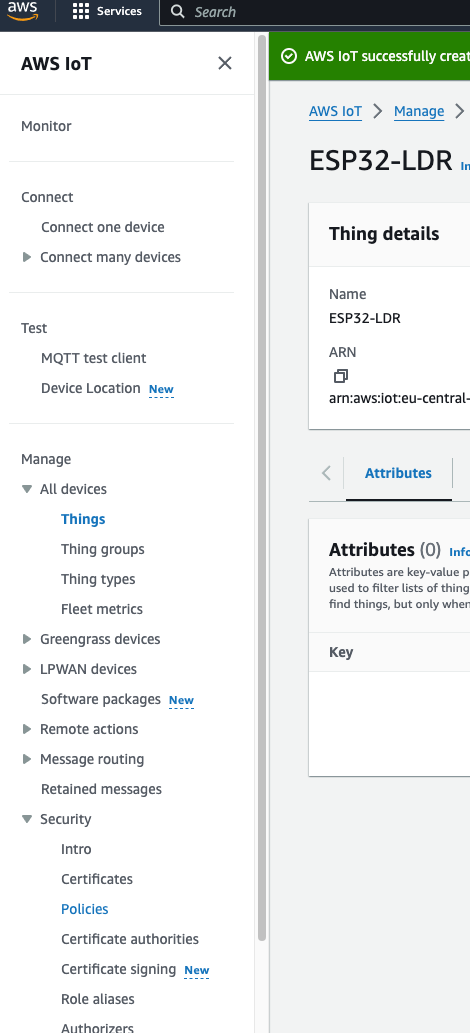 aws
Services
Search
AWS IoT
Monitor
Connect
Connect one device
Connect many devices
Test
MQTT test client
Device Location New
Manage
All devices
Things
Thing groups
Thing types
Fleet metrics
Greengrass devices
LPWAN devices
Software packages New
Remote actions
Message routing
Retained messages
Security
Intro
Certificates
Policies
Certificate authorities
Certificate signing New
Role aliases
Authorizers
AWS IoT successfully creat
AWS IoT > Manage >
ESP32-LDR In
Thing details
Name
ESP32-LDR
ARN
arn:aws:iot:eu-central-
Attributes
Attributes (0) Info
Attributes are key-value p
used to filter lists of thing
find things, but only when
Key